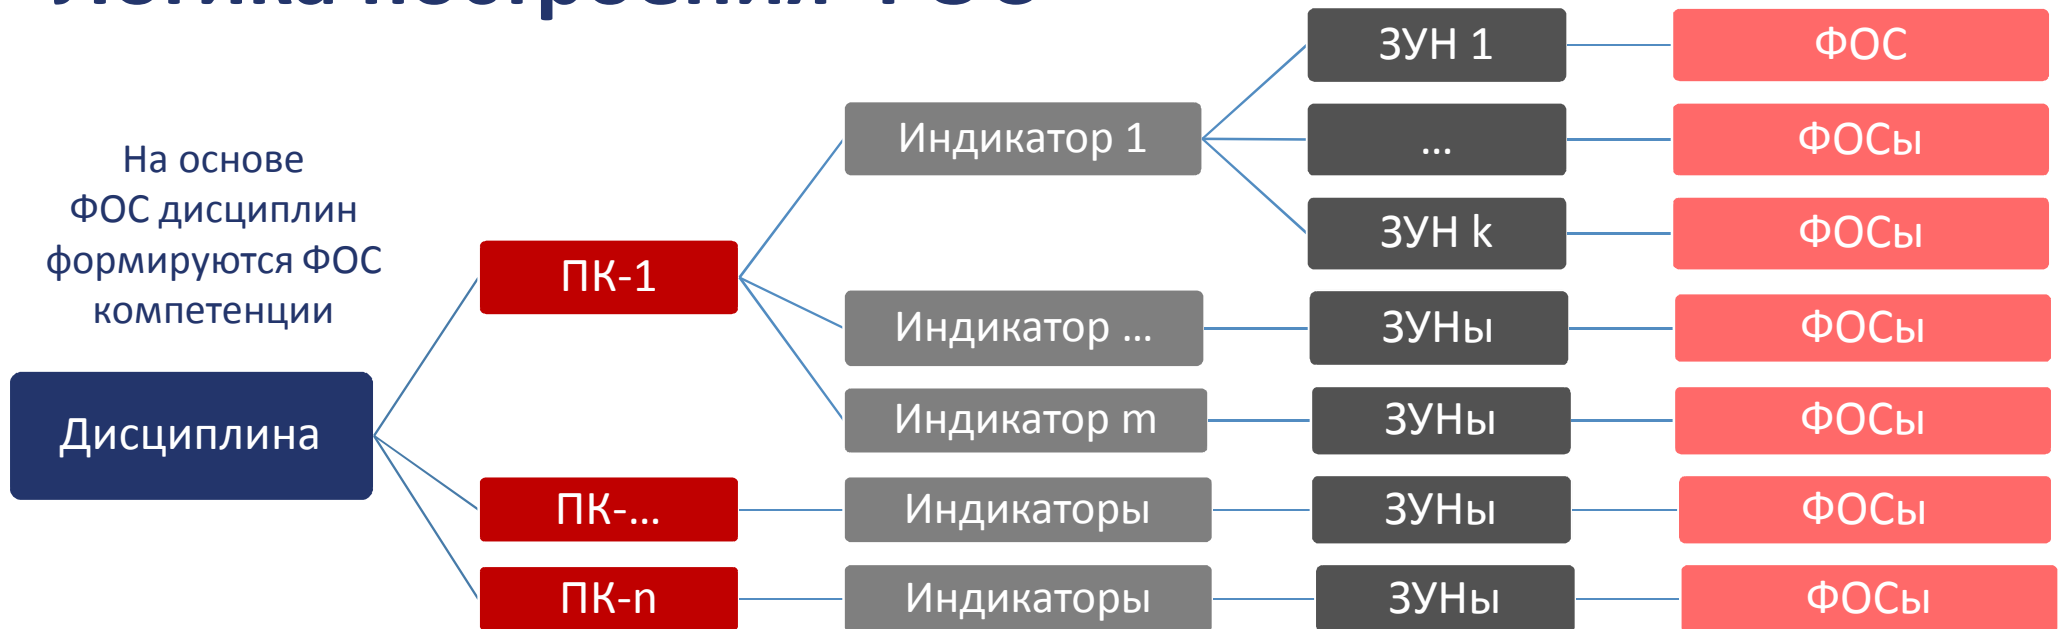 На основе
ФОС дисциплин
формируются ФОС
компетенции
Дисциплина
ПК-1
Индикатор 1
ЗУН 1
ФОС
...
ФОСы
ЗУН k
ФОСы
Индикатор ...
ЗУНы
ФОСы
Индикатор m
ЗУНы
ФОСы
ПК-...
Индикаторы
ЗУНы
ФОСы
ПК-n
Индикаторы
ЗУНы
ФОСы